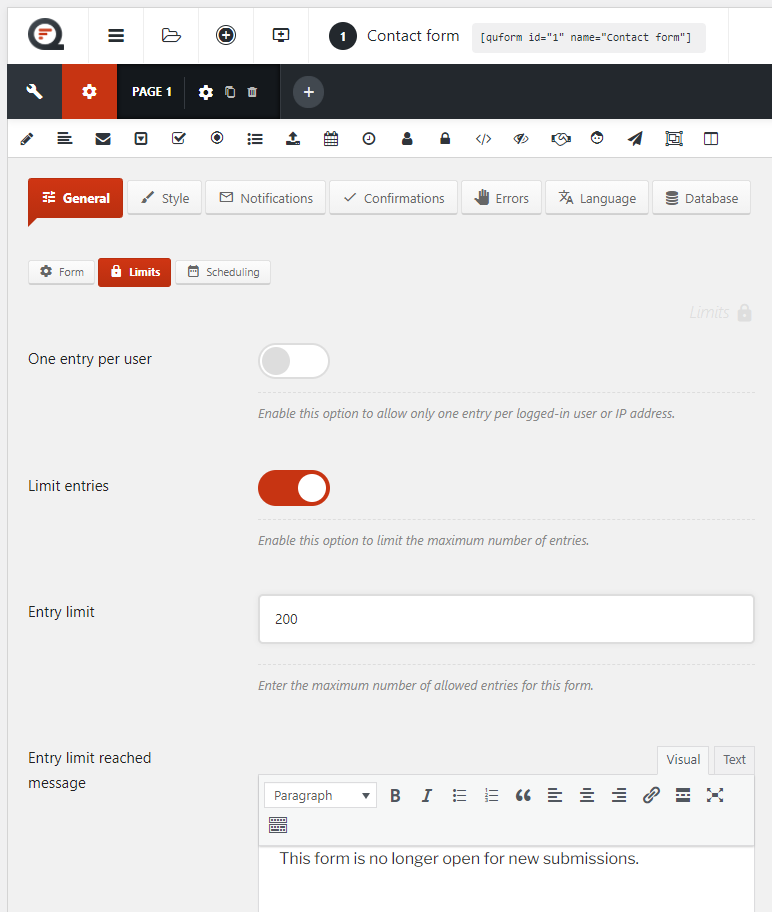 1 Contact form [quform id="1" name="Contact form"]
PAGE 1
General Style Notifications Confirmations Errors Language Database
Form Limits Scheduling
Limits
One entry per user
Enable this option to allow only one entry per logged-in user or IP address.
Limit entries
Enable this option to limit the maximum number of entries.
Entry limit
200
Enter the maximum number of allowed entries for this form.
Entry limit reached
message
Visual Text
Paragraph B I
This form is no longer open for new submissions.